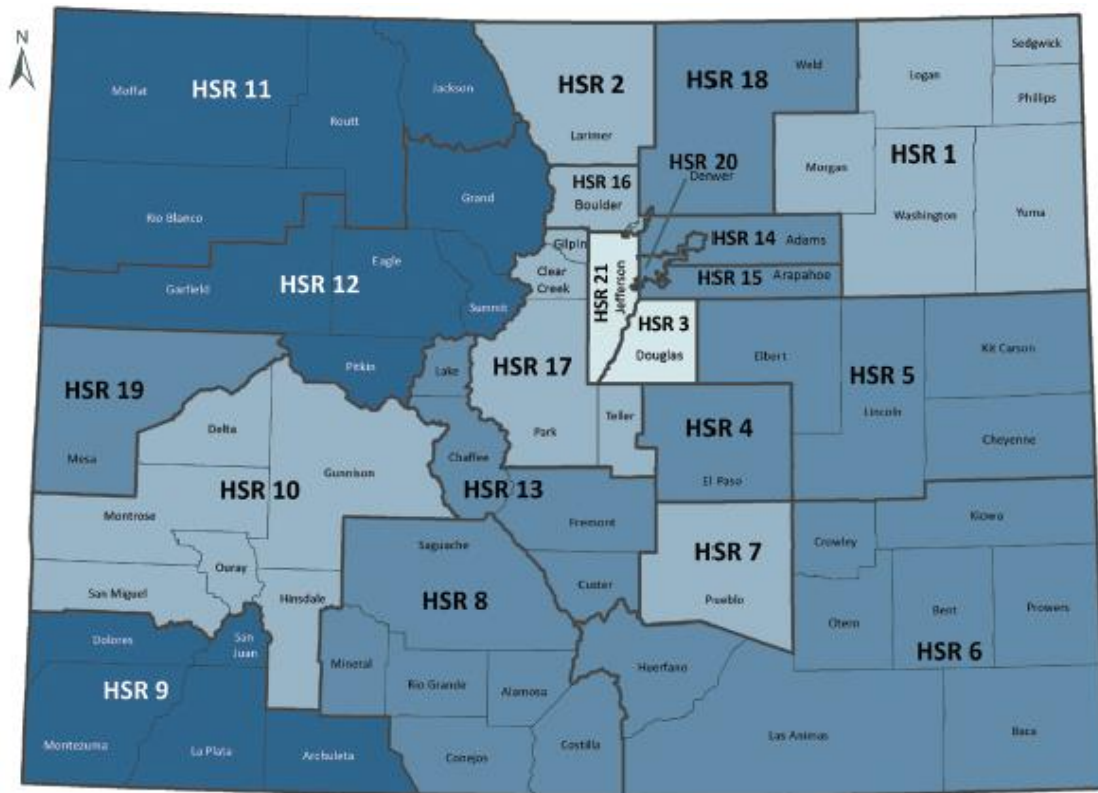 N
Moffat
HSR 11
Routt
Jackson
Rio Blanco
Grand
HSR 2
Larimer
HSR 18
Weld
Logan
Sedgwick
Phillips
HSR 1
Morgan
Washington
Yuma
HSR 20
Denver
HSR 16
Boulder
Gilpin
Clear
Creek
HSR 21
Jefferson
HSR 14
Adams
HSR 15
Arapahoe
Garfield
HSR 12
Eagle
Summit
Pitkin
HSR 3
Douglas
Elbert
HSR 5
Lincoln
Kit Carson
Cheyenne
HSR 19
Mesa
Lake
HSR 17
Park
Teller
HSR 4
El Paso
Delta
Gunnison
HSR 10
Montrose
Ouray
San Miguel
Hinsdale
Chaffee
HSR 13
Fremont
Custer
HSR 7
Pueblo
Crowley
Kiowa
Otero
Bent
Prowers
HSR 6
Saguache
HSR 8
Mineral
Rio Grande
Alamosa
Conejos
Costilla
Huerfano
Las Animas
Baca
Dolores
San
Juan
HSR 9
Montezuma
La Plata
Archuleta